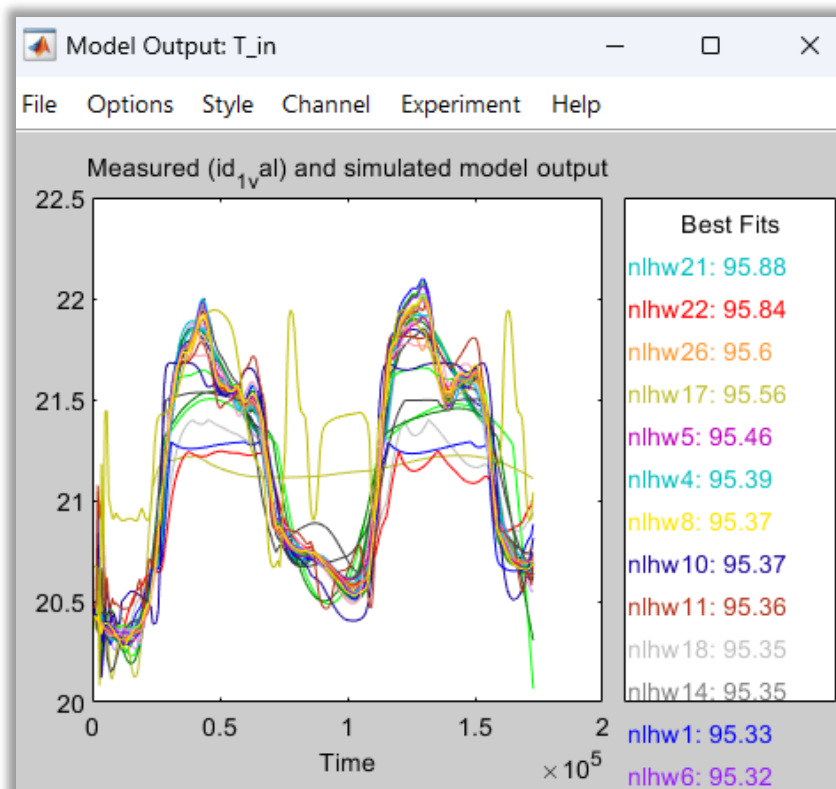 Model Output: T_in
File Options Style Channel Experiment Help
Measured (id1val) and simulated model output
22.5
22
21.5
21
20.5
20
0 0.5 1 1.5 2
×10^5
Time
Best Fits
nlhw21: 95.88
nlhw22: 95.84
nlhw26: 95.6
nlhw17: 95.56
nlhw5: 95.46
nlhw4: 95.39
nlhw8: 95.37
nlhw10: 95.37
nlhw11: 95.36
nlhw18: 95.35
nlhw14: 95.35
nlhw1: 95.33
nlhw6: 95.32